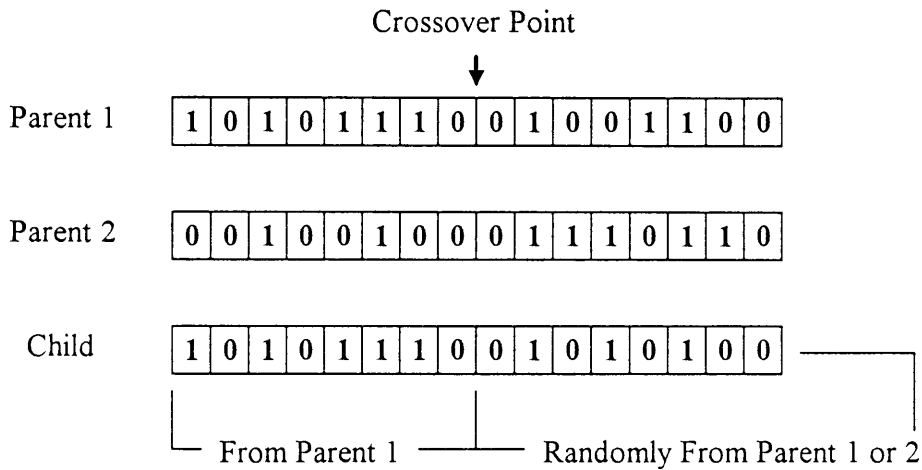 Crossover Point
Parent 1 1 0 1 0 1 1 1 0 0 1 0 0 1 1 0 0
Parent 2 0 0 1 0 0 1 0 0 0 1 1 1 0 1 1 0
Child 1 0 1 0 1 1 1 0 0 1 0 1 0 1 0 0
From Parent 1 Randomly From Parent 1 or 2